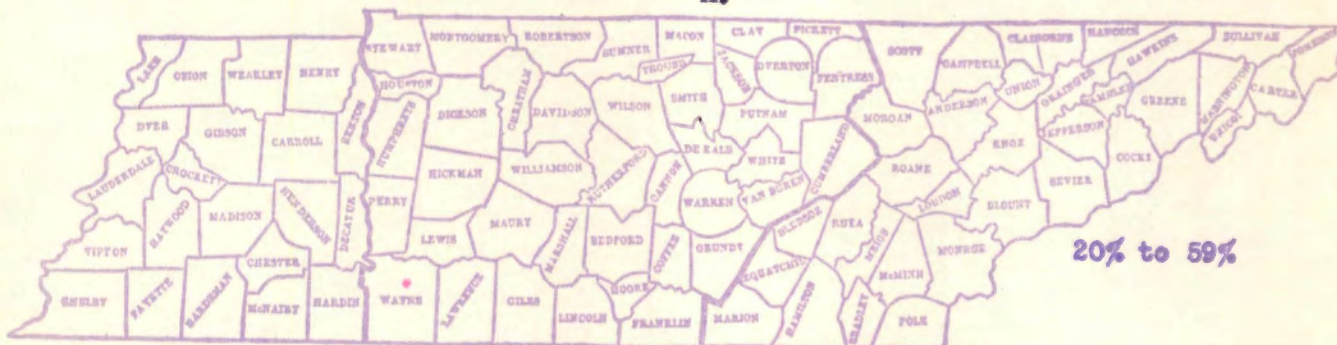 STEWART MONTGOMERY ROBERTSON SUMNER MACON CLAY PICKETT SCOTT CLAIBORNE HANCOCK HAWKINS SULLIVAN JOHNSON
LAKE OBION WEAKLEY HENRY HOUSTON CHEATHAM TROUSDALE JACKSON OVERTON FENTRESS CAMPBELL UNION GRAINGER HAMBLEN GREENE WASHINGTON UNICOI CARTER
DYER GIBSON CARROLL BENTON HUMPHREYS DICKSON DAVIDSON WILSON SMITH PUTNAM MORGAN ANDERSON KNOX JEFFERSON COCKE
LAUDERDALE CROCKETT HICKMAN WILLIAMSON RUTHERFORD CANNON DE KALB WHITE CUMBERLAND ROANE LOUDON SEVIER
TIPTON HAYWOOD MADISON HENDERSON DECATUR PERRY LEWIS MAURY MARSHALL BEDFORD COFFEE WARREN VAN BUREN BLEDSOE RHEA MEIGS BLOUNT MONROE
20% to 59%
SHELBY FAYETTE HARDEMAN CHESTER McNAIRY HARDIN WAYNE LAWRENCE GILES LINCOLN MOORE FRANKLIN GRUNDY SEQUATCHIE MARION HAMILTON BRADLEY McMINN POLK